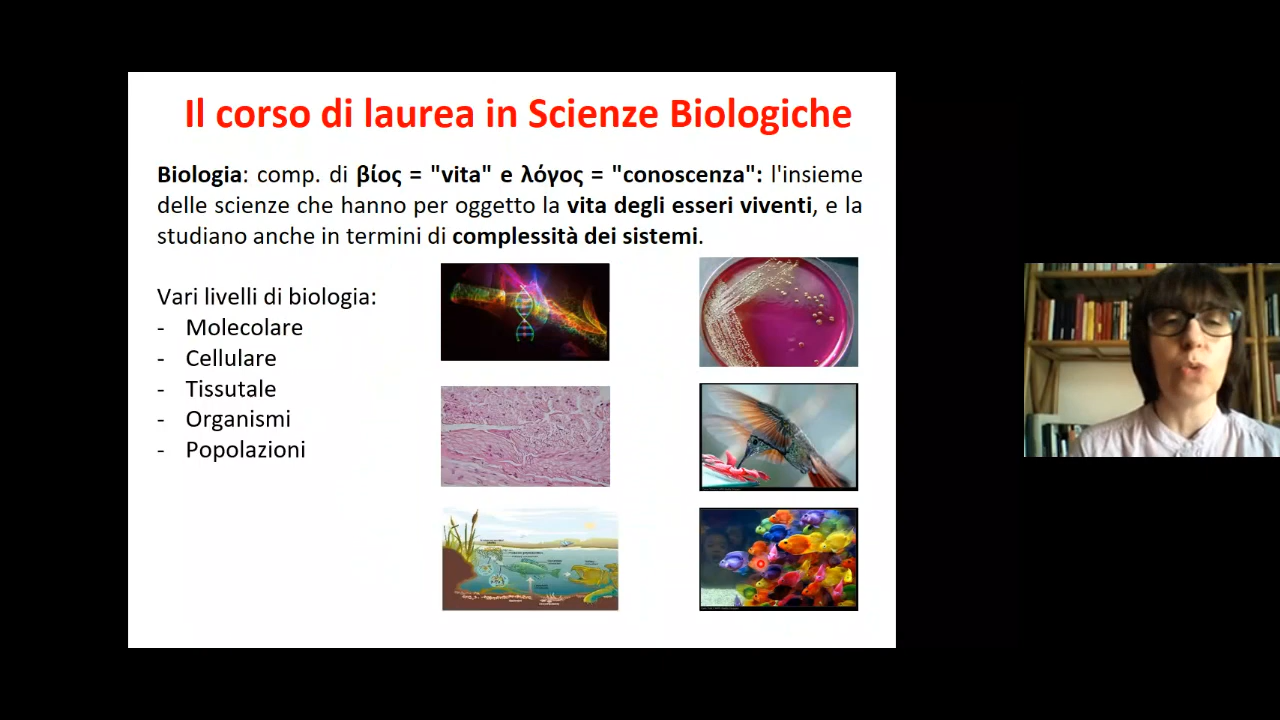 Il corso di laurea in Scienze Biologiche
Biologia: comp. di βίος = "vita" e λόγος = "conoscenza": l'insieme
delle scienze che hanno per oggetto la vita degli esseri viventi, e la
studiano anche in termini di complessità dei sistemi.
Vari livelli di biologia:
- Molecolare
- Cellulare
- Tissutale
- Organismi
- Popolazioni